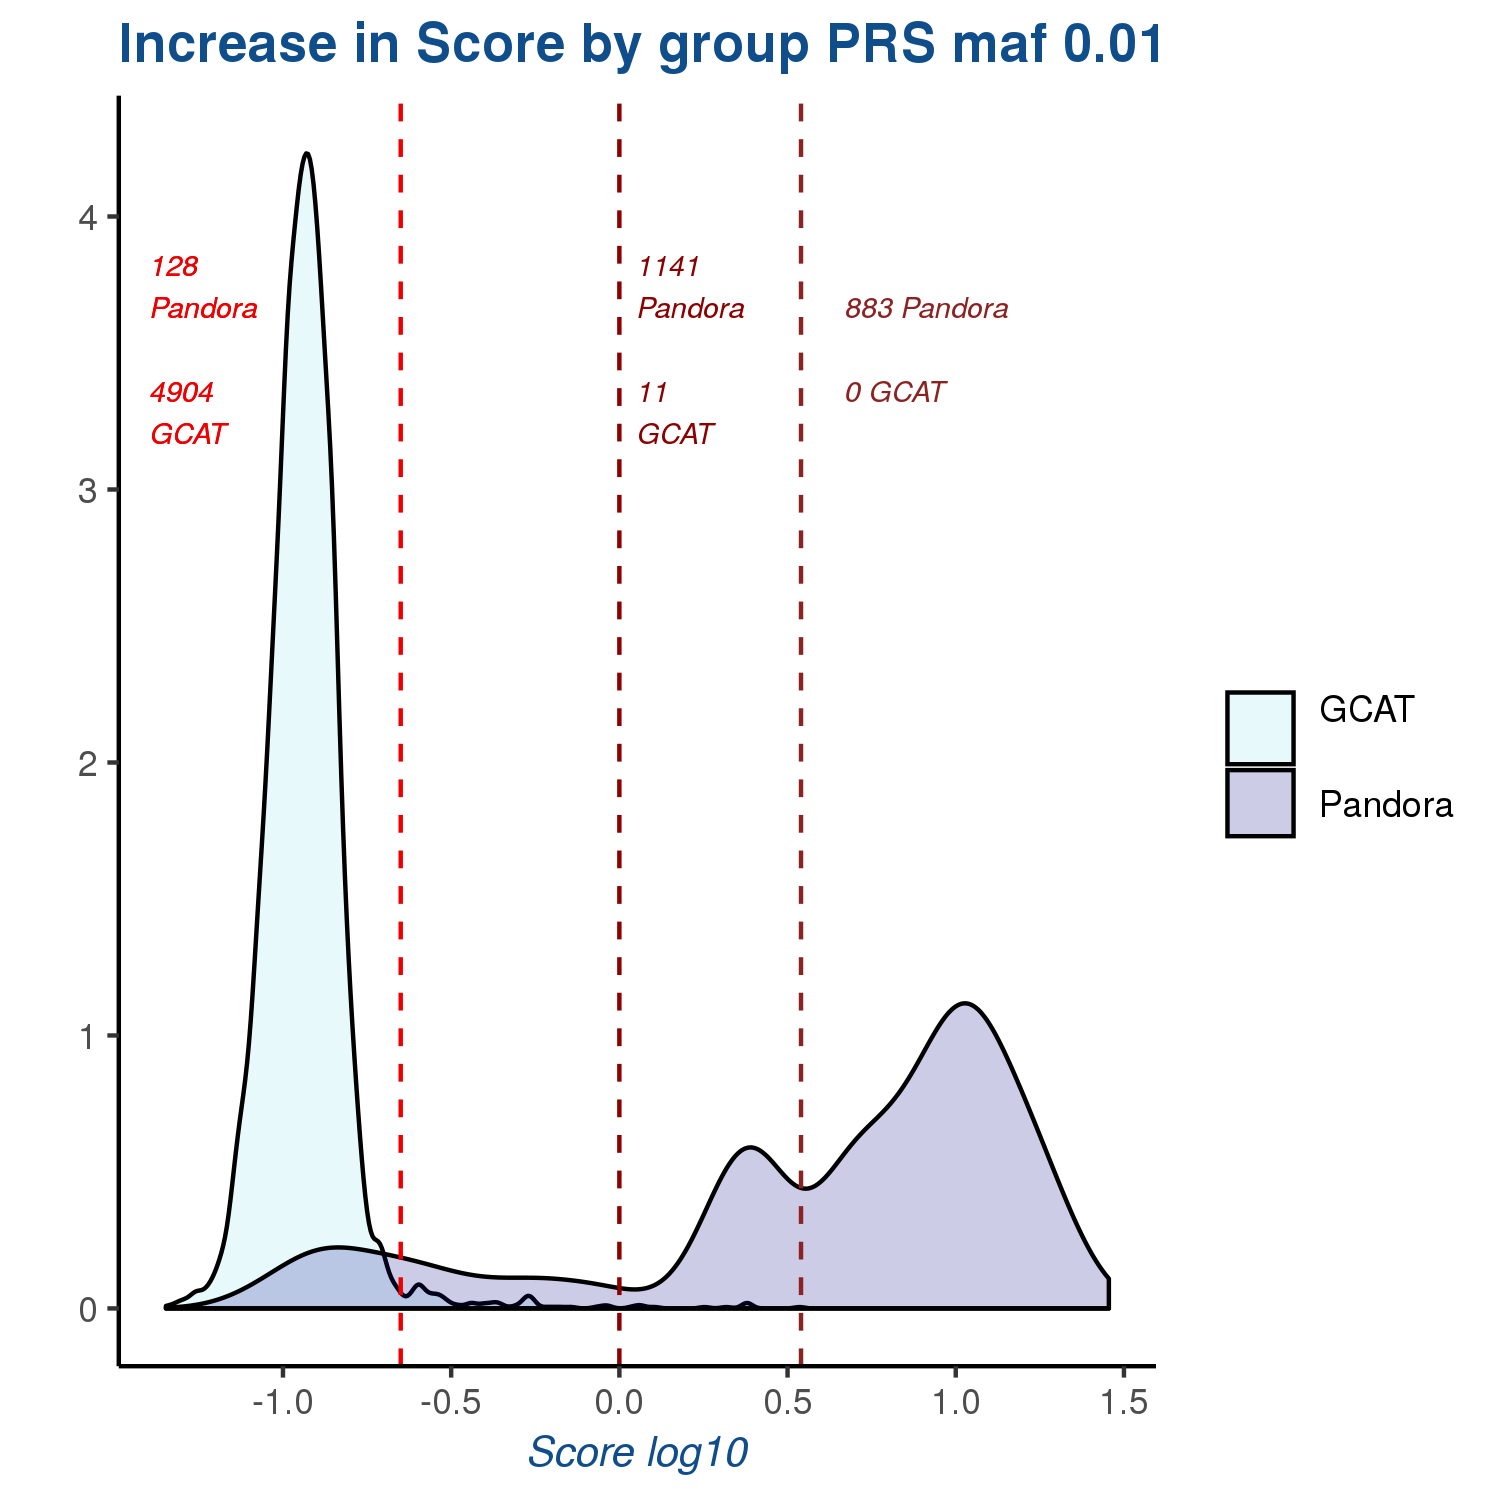 Increase in Score by group PRS maf 0.01
4
3
2
1
0
128
Pandora
4904
GCAT
1141
Pandora
11
GCAT
883 Pandora
0 GCAT
GCAT
Pandora
-1.0 -0.5 0.0 0.5 1.0 1.5
Score log10